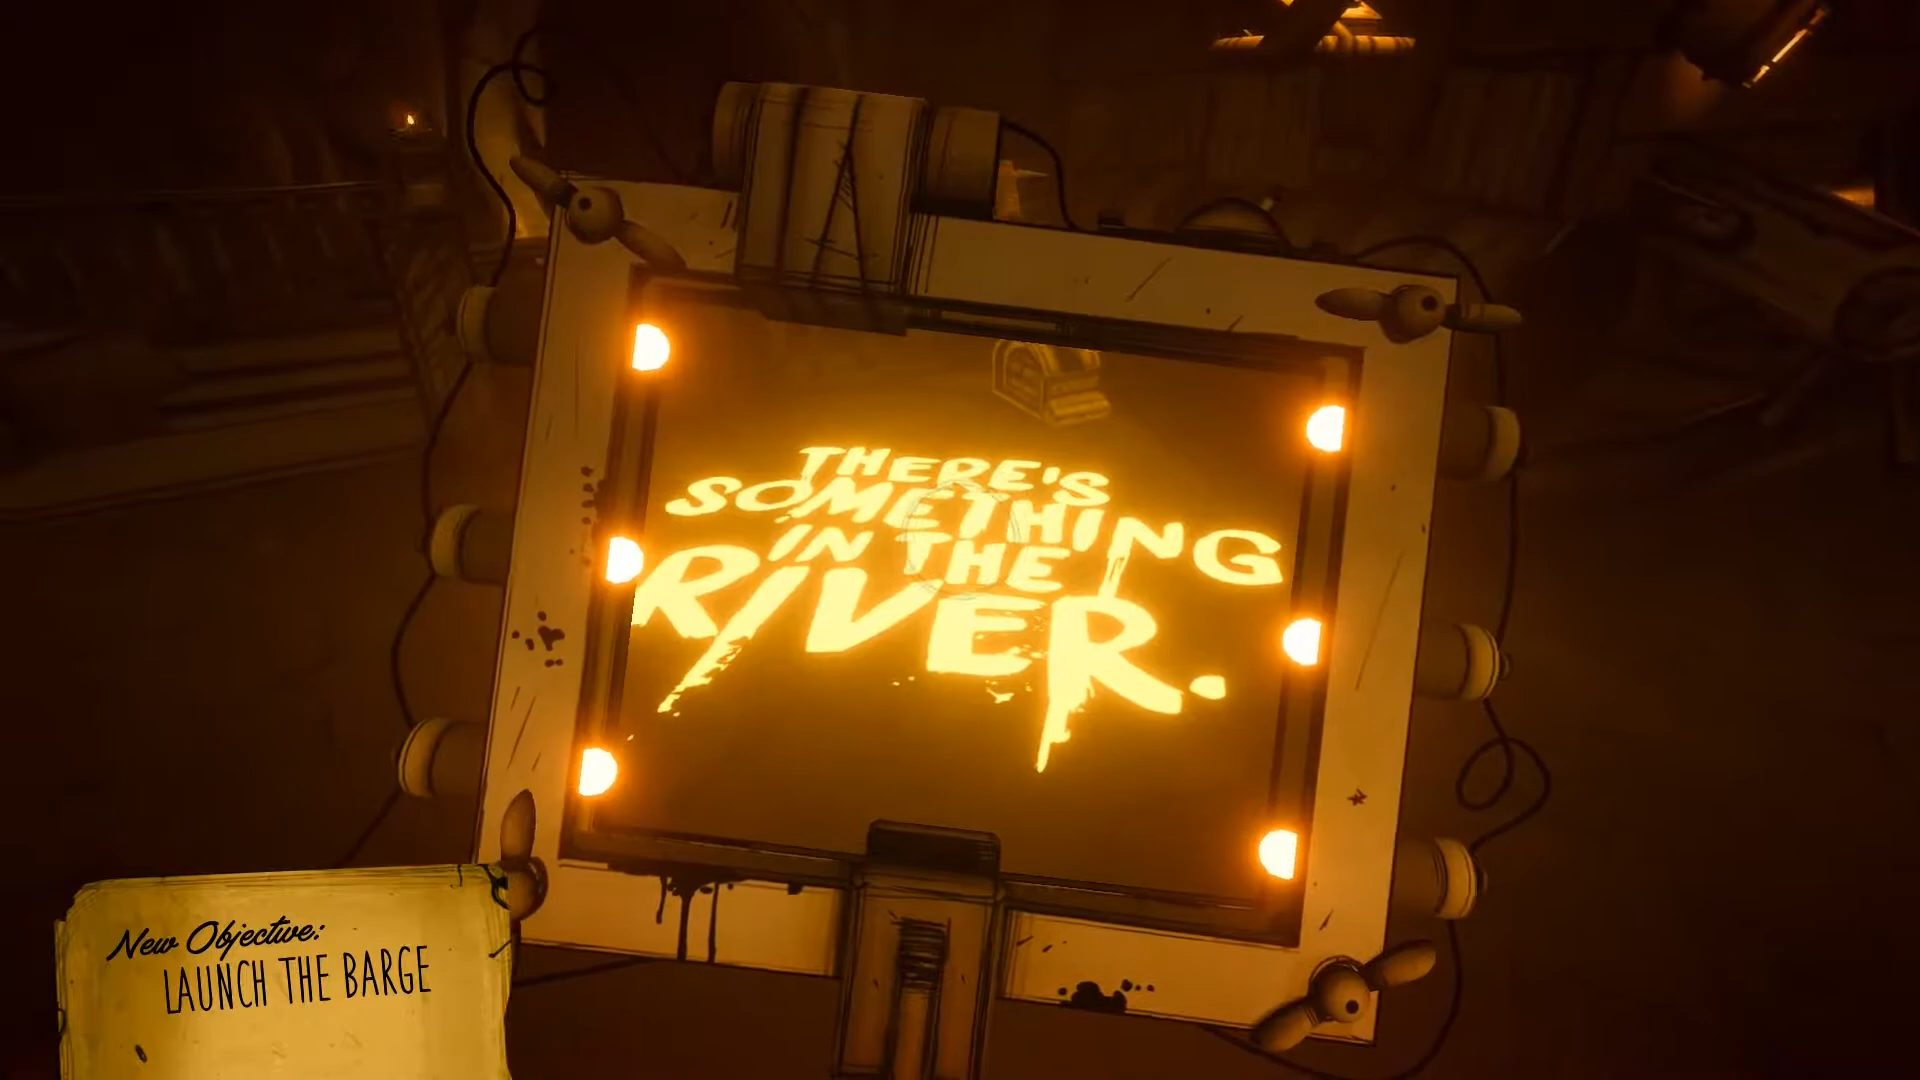 THERE'S
SOMETHING
IN THE
RIVER.
New Objective:
LAUNCH THE BARGE